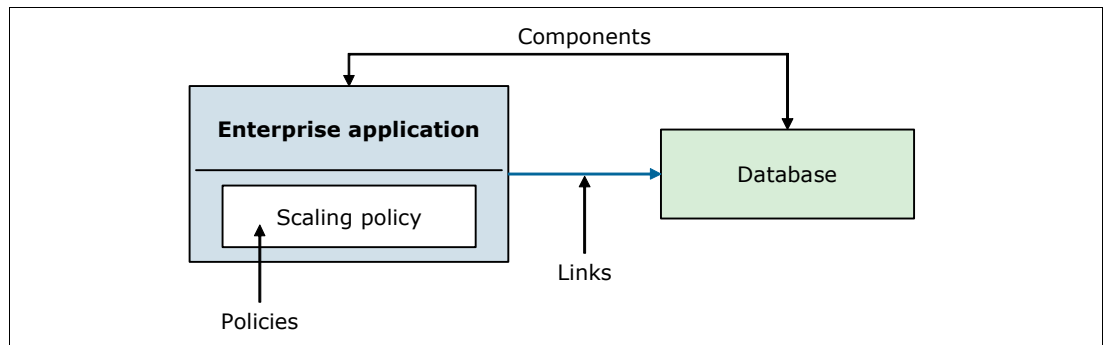 Components
Enterprise application
Database
Scaling policy
Links
Policies